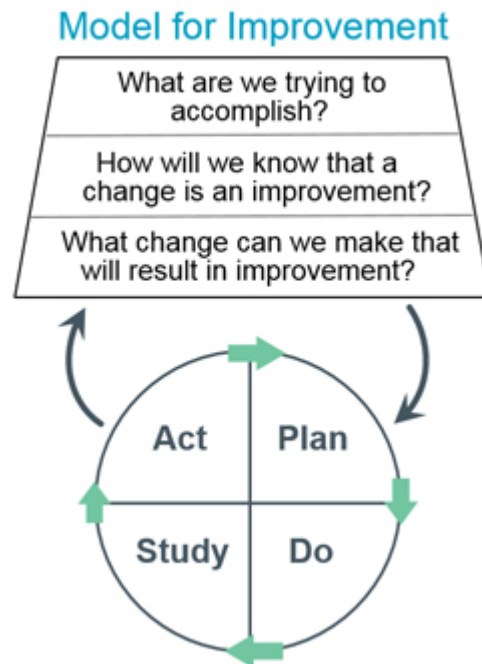 Model for Improvement
What are we trying to
accomplish?
How will we know that a
change is an improvement?
What change can we make that
will result in improvement?
Act
Plan
Study
Do